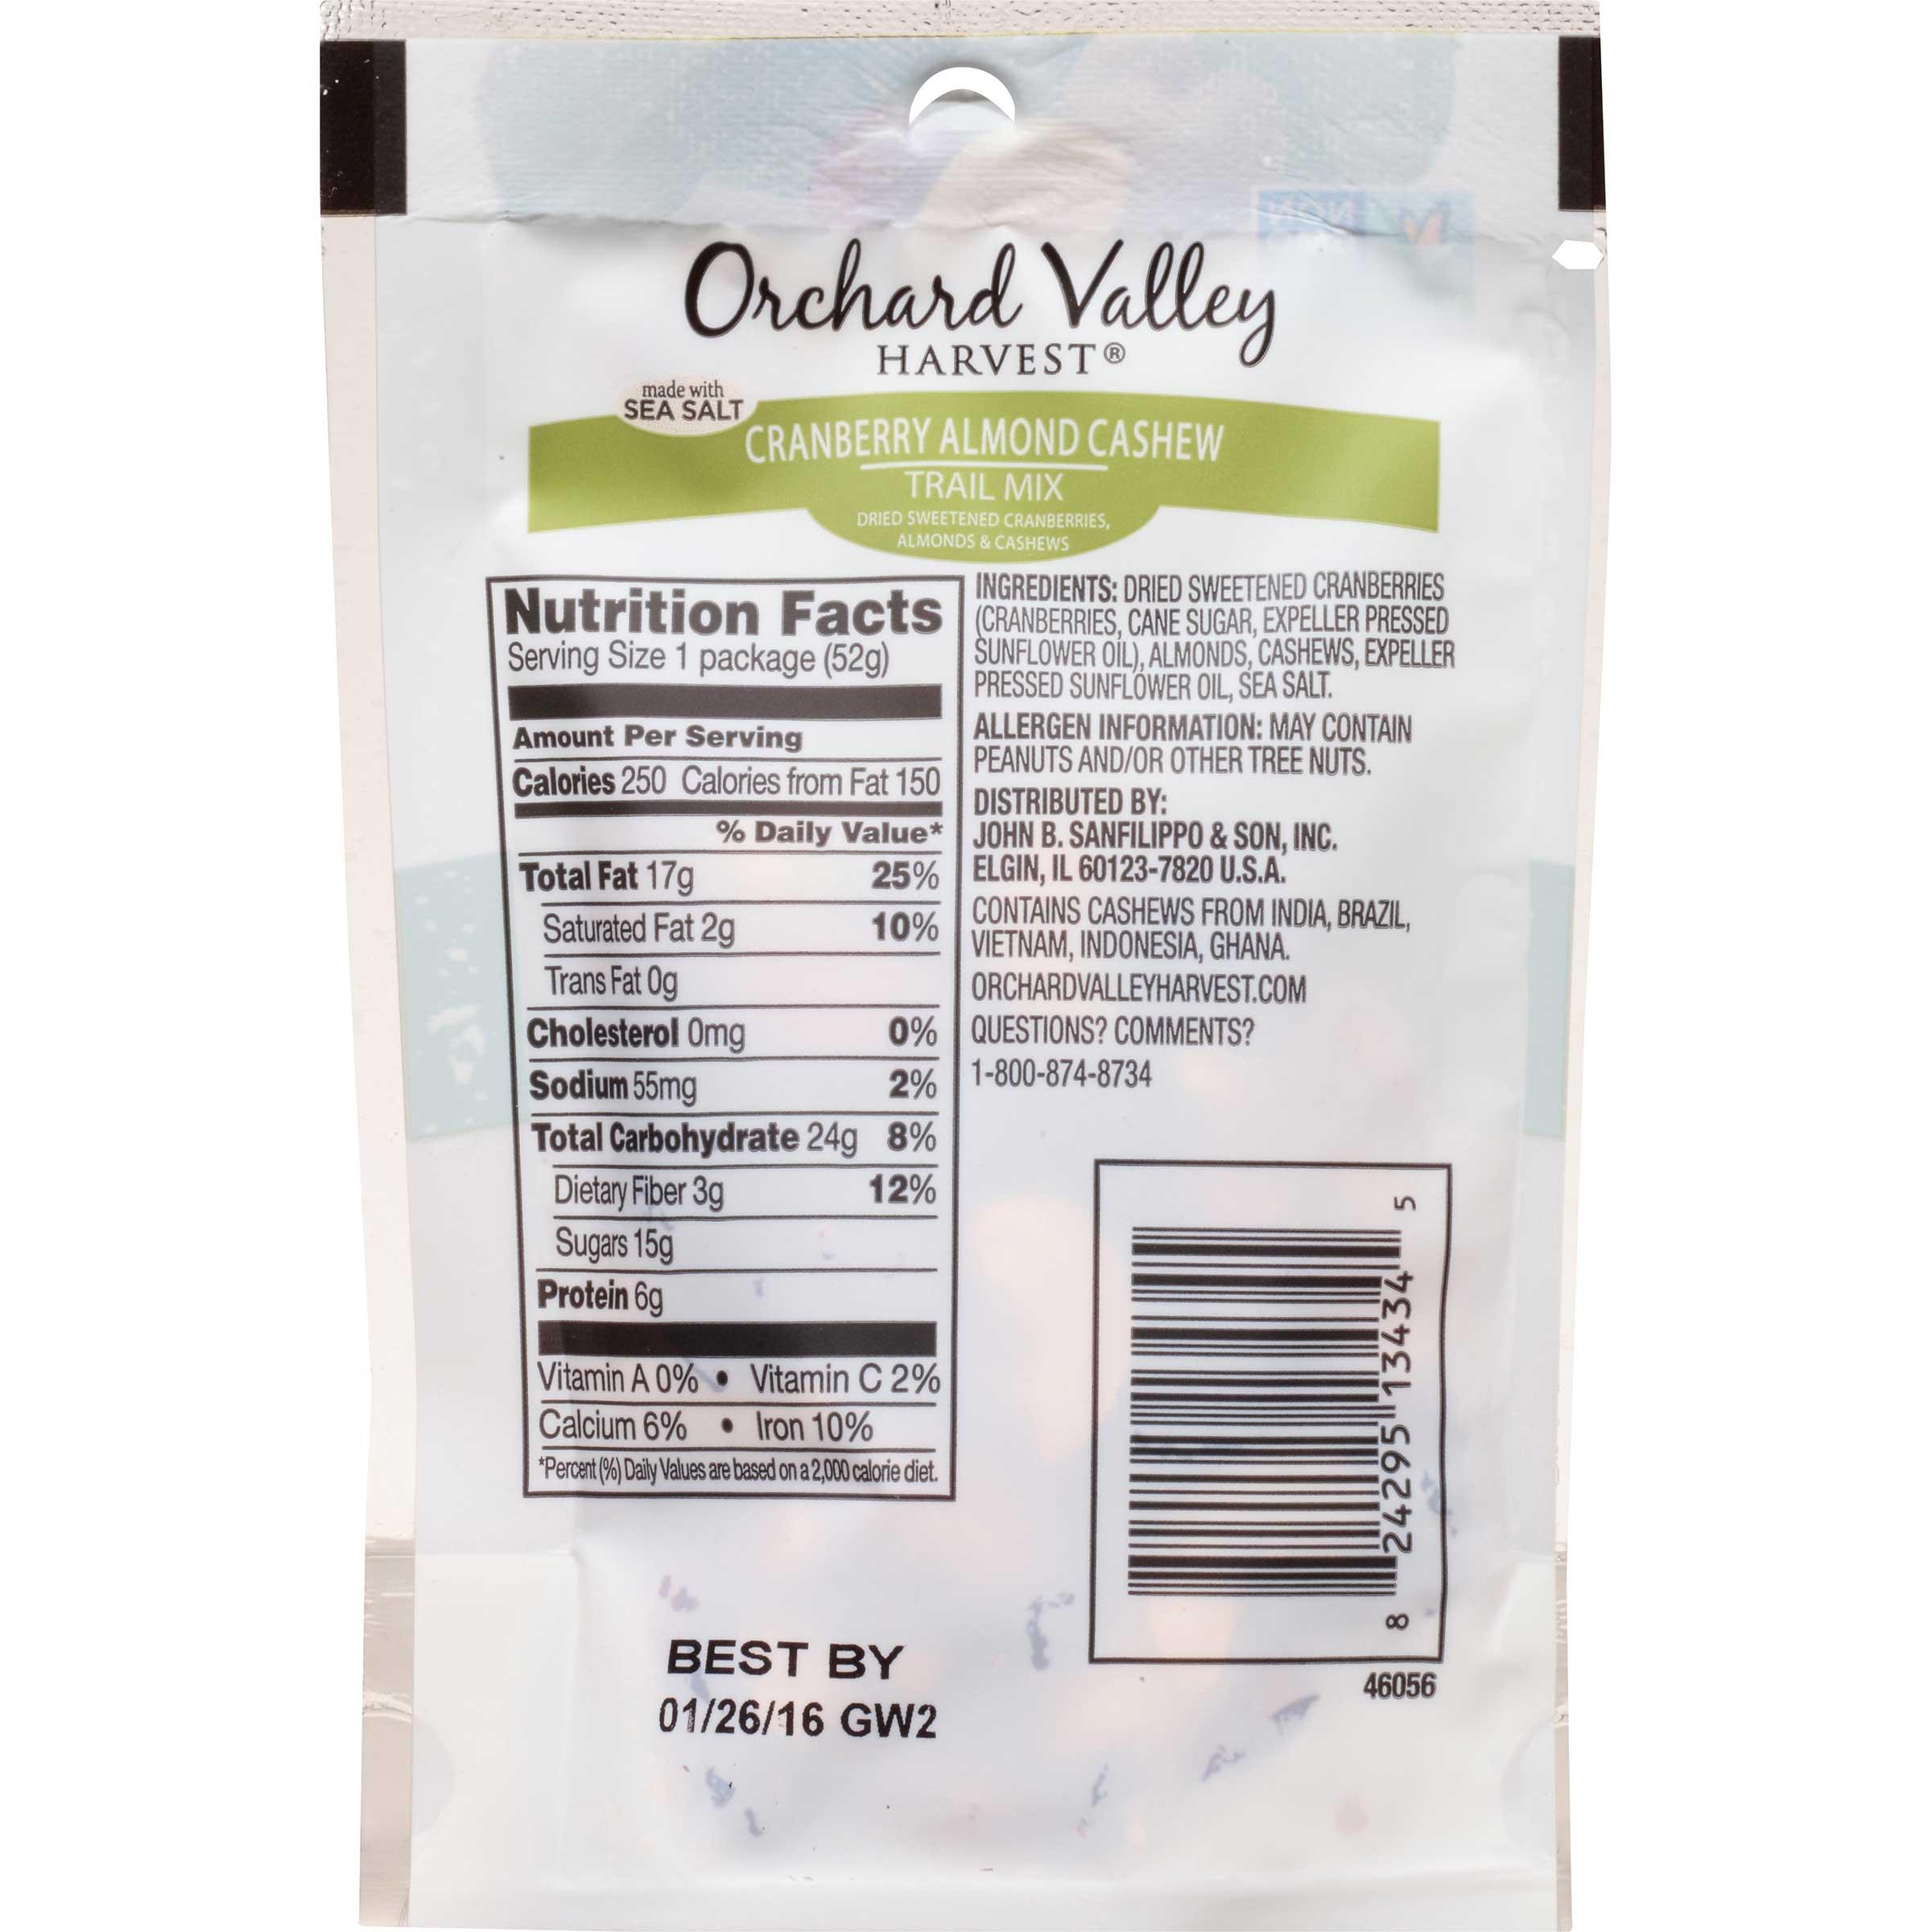 Orchard Valley
HARVEST®
made with
SEA SALT
CRANBERRY ALMOND CASHEW
TRAIL MIX
DRIED SWEETENED CRANBERRIES,
ALMONDS & CASHEWS
Nutrition Facts
Serving Size 1 package (52g)
Amount Per Serving
Calories 250 Calories from Fat 150
% Daily Value*
Total Fat 17g 25%
Saturated Fat 2g 10%
Trans Fat 0g
Cholesterol 0mg 0%
Sodium 55mg 2%
Total Carbohydrate 24g 8%
Dietary Fiber 3g 12%
Sugars 15g
Protein 6g
Vitamin A 0% • Vitamin C 2%
Calcium 6% • Iron 10%
*Percent (%) Daily Values are based on a 2,000 calorie diet.
INGREDIENTS: DRIED SWEETENED CRANBERRIES
(CRANBERRIES, CANE SUGAR, EXPELLER PRESSED
SUNFLOWER OIL), ALMONDS, CASHEWS, EXPELLER
PRESSED SUNFLOWER OIL, SEA SALT.
ALLERGEN INFORMATION: MAY CONTAIN
PEANUTS AND/OR OTHER TREE NUTS.
DISTRIBUTED BY:
JOHN B. SANFILIPPO & SON, INC.
ELGIN, IL 60123-7820 U.S.A.
CONTAINS CASHEWS FROM INDIA, BRAZIL,
VIETNAM, INDONESIA, GHANA.
ORCHARDVALLEYHARVEST.COM
QUESTIONS? COMMENTS?
1-800-874-8734
8 24295 13434 5
46056
BEST BY
01/26/16 GW2